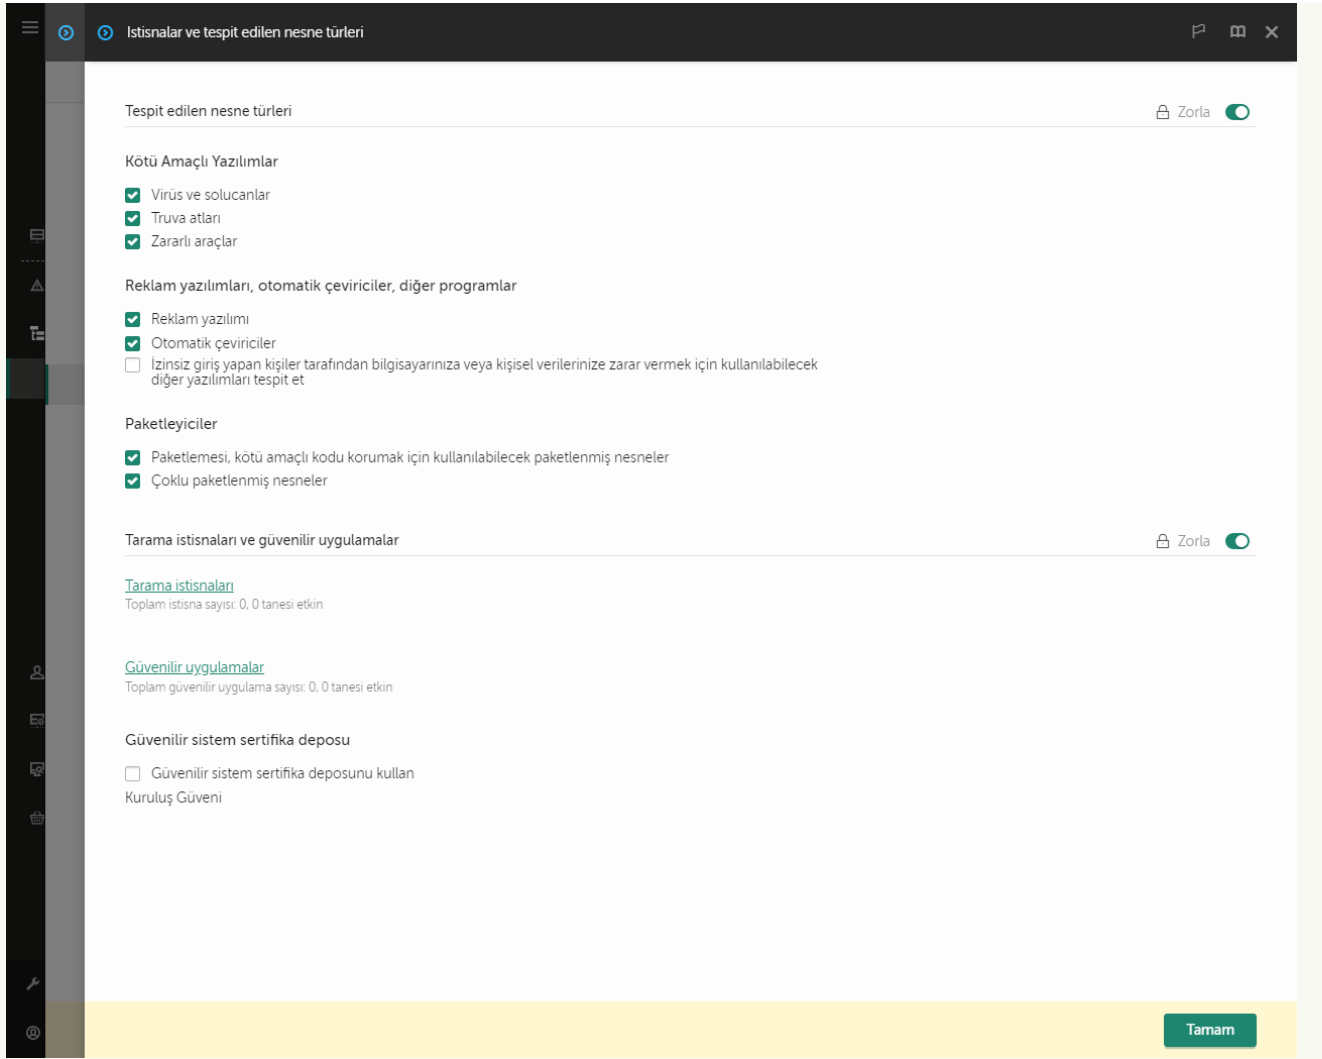 Istisnalar ve tespit edilen nesne türleri
Tespit edilen nesne türleri
Zorla
Kötü Amaçlı Yazılımlar
Virüs ve solucanlar
Truva atları
Zararlı araçlar
Reklam yazılımları, otomatik çeviriciler, diğer programlar
Reklam yazılımı
Otomatik çeviriciler
İzinsiz giriş yapan kişiler tarafından bilgisayarınıza veya kişisel verilerinize zarar vermek için kullanılabilecek
diğer yazılımları tespit et
Paketleyiciler
Paketlemesi, kötü amaçlı kodu korumak için kullanılabilecek paketlenmiş nesneler
Çoklu paketlenmiş nesneler
Tarama istisnaları ve güvenilir uygulamalar
Zorla
Tarama istisnaları
Toplam istisna sayısı: 0, 0 tanesi etkin
Güvenilir uygulamalar
Toplam güvenilir uygulama sayısı: 0, 0 tanesi etkin
Güvenilir sistem sertifika deposu
Güvenilir sistem sertifika deposunu kullan
Kuruluş Güveni
Tamam